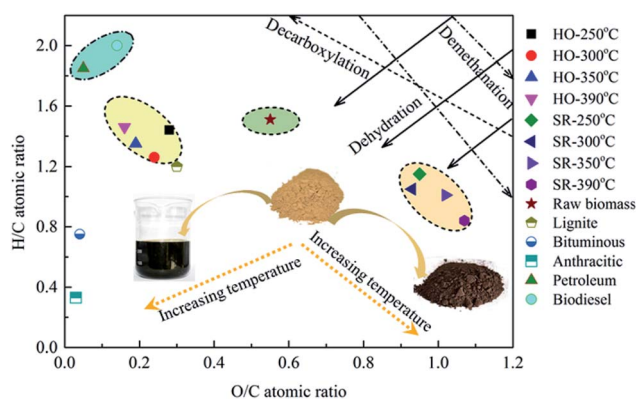 2.0
1.6
1.2
0.8
0.4
0.0
H/C atomic ratio
0.0
0.2
0.4
0.6
0.8
1.0
1.2
O/C atomic ratio
Decarboxylation
Demethanation
Dehydration
Increasing temperature
Increasing temperature
HO-250°C
HO-300°C
HO-350°C
HO-390°C
SR-250°C
SR-300°C
SR-350°C
SR-390°C
Raw biomass
Lignite
Bituminous
Anthracitic
Petroleum
Biodiesel